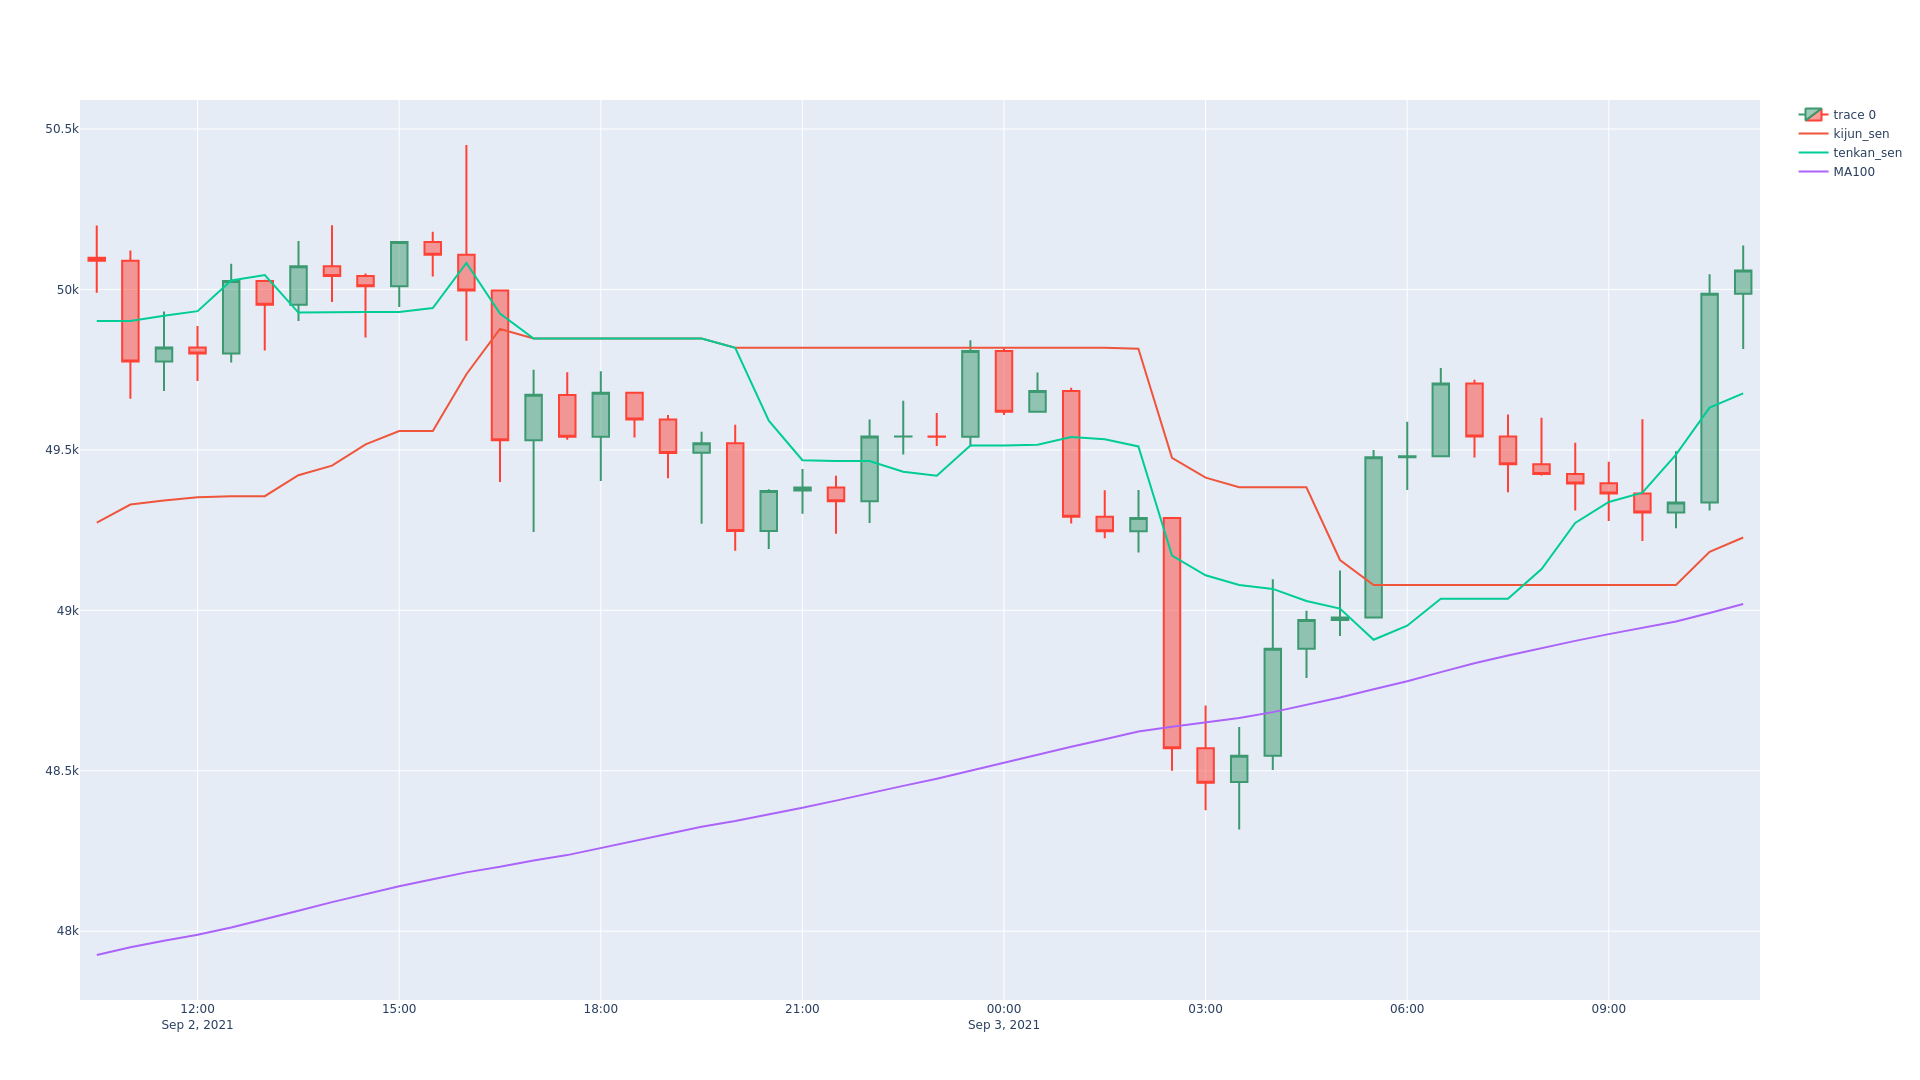 50.5k
50k
49.5k
49k
48.5k
48k
12:00
Sep 2, 2021
15:00
18:00
21:00
00:00
Sep 3, 2021
03:00
06:00
09:00
trace 0
kijun_sen
tenkan_sen
MA100